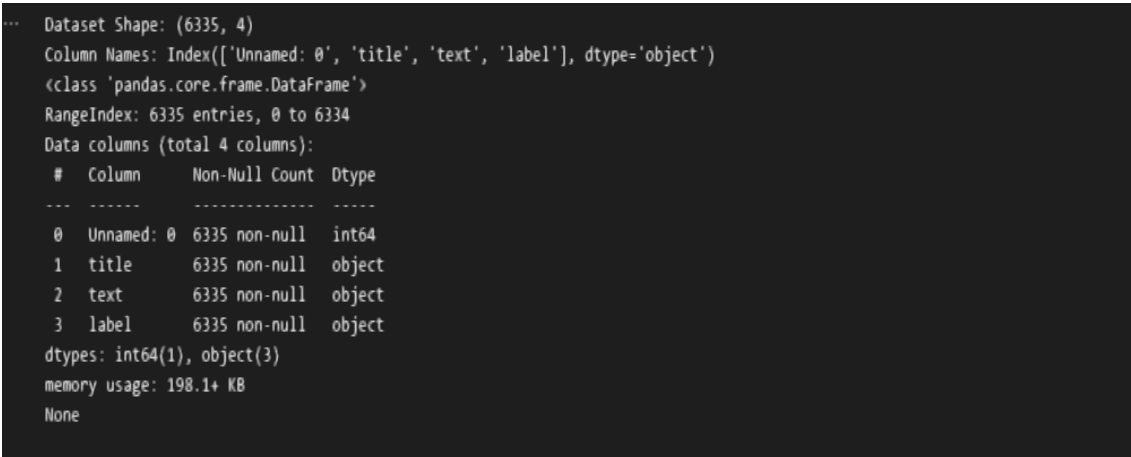 ... Dataset Shape: (6335, 4)
Column Names: Index(['Unnamed: 0', 'title', 'text', 'label'], dtype='object')
<class 'pandas.core.frame.DataFrame'>
RangeIndex: 6335 entries, 0 to 6334
Data columns (total 4 columns):
 #   Column      Non-Null Count  Dtype
---  ------      --------------  -----
 0   Unnamed: 0  6335 non-null   int64
 1   title       6335 non-null   object
 2   text        6335 non-null   object
 3   label       6335 non-null   object
dtypes: int64(1), object(3)
memory usage: 198.1+ KB
None